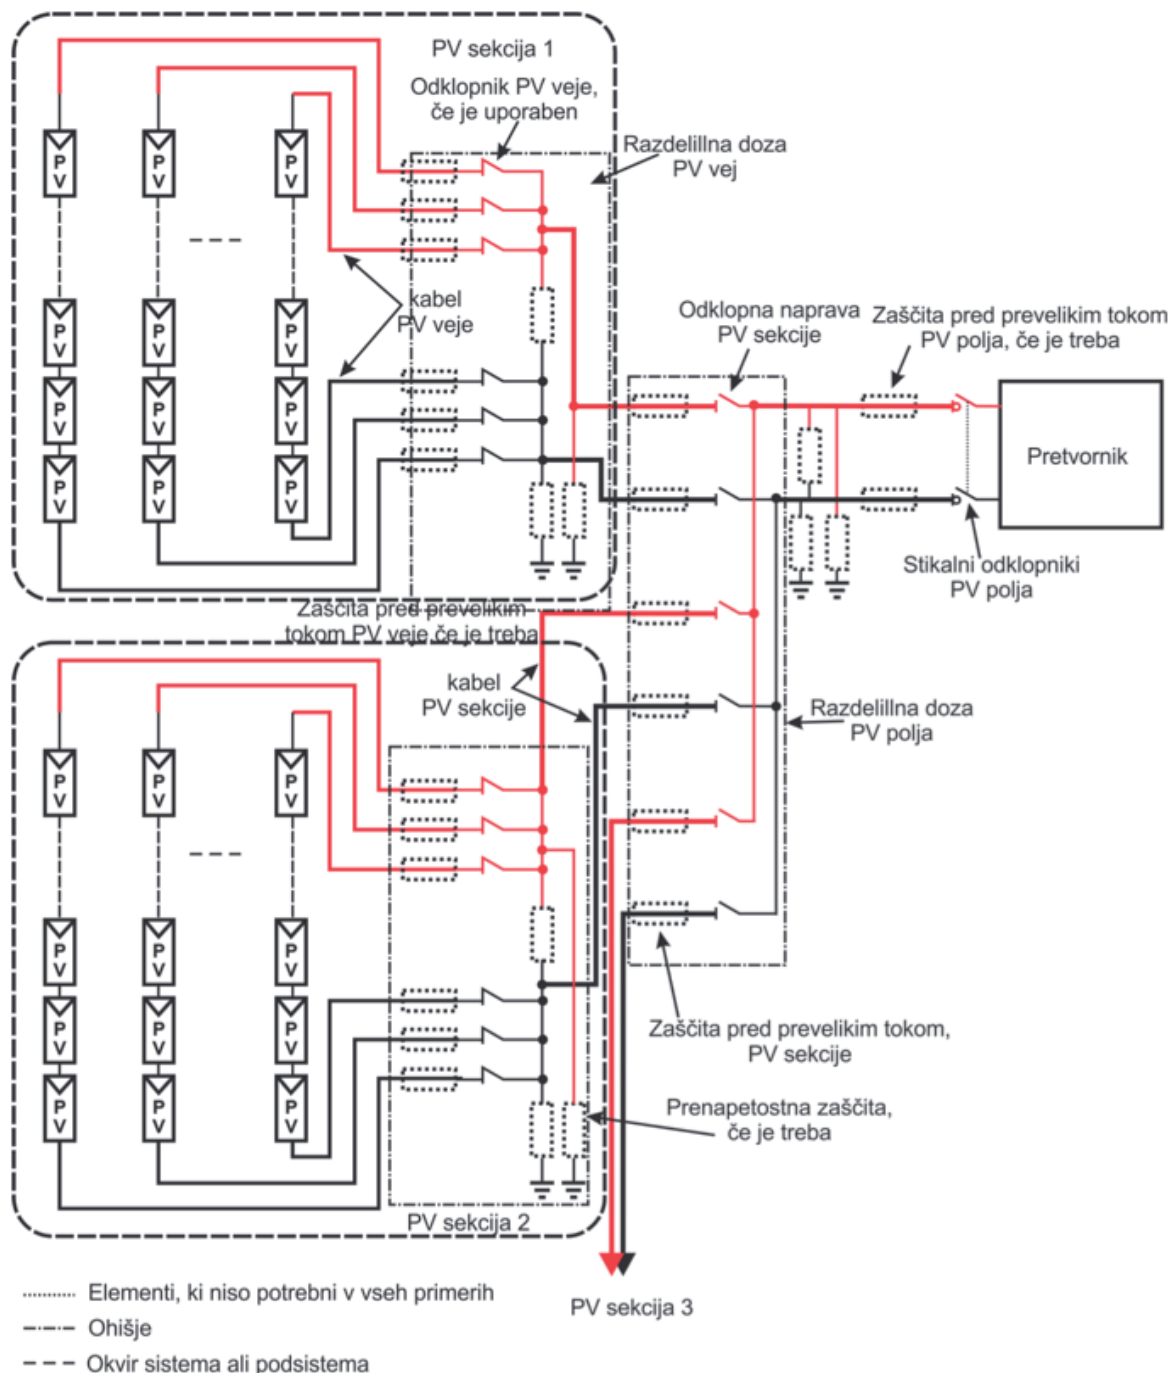 PV sekcija 1
Odklopnik PV veje,
če je uporaben
Razdelillna doza
PV vej
P
V
P
V
P
V
kabel
PV veje
P
V
P
V
P
V
P
V
P
V
P
V
P
V
P
V
P
V
Odklopna naprava
PV sekcije
Zaščita pred prevelikim tokom
PV polja, če je treba
Pretvornik
Stikalni odklopniki
PV polja
Zaščita pred prevelikim
tokom PV veje če je treba
kabel
PV sekcije
Razdelillna doza
PV polja
P
V
P
V
P
V
P
V
P
V
P
V
P
V
P
V
P
V
P
V
P
V
P
V
Zaščita pred prevelikim tokom,
PV sekcije
Prenapetostna zaščita,
če je treba
PV sekcija 2
PV sekcija 3
Elementi, ki niso potrebni v vseh primerih
Ohišje
Okvir sistema ali podsistema